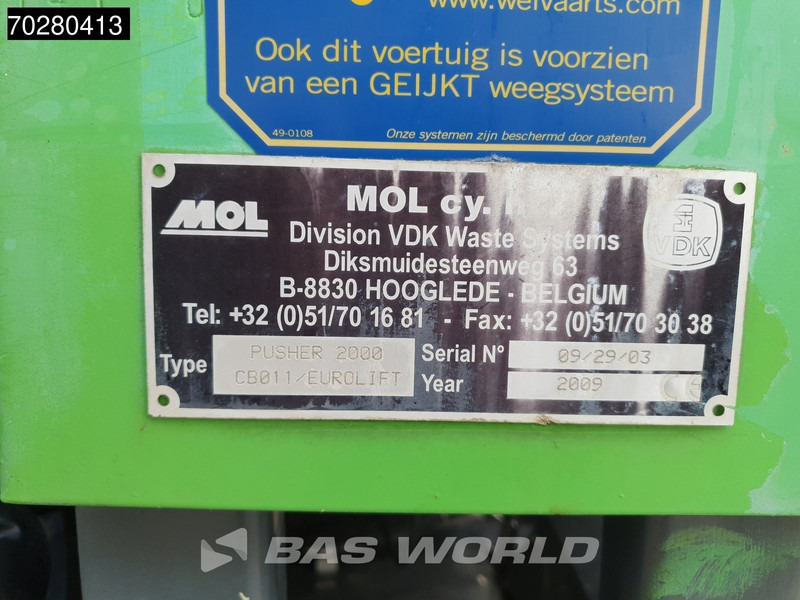 70280413
www.welvaarts.com
Ook dit voertuig is voorzien
van een GEIJKT weegsysteem
49-0108 Onze systemen zijn beschermd door patenten
MOL MOL cy.
Division VDK Waste Systems VDK
Diksmuidesteenweg 63
B-8830 HOOGLEDE - BELGIUM
Tel: +32 (0)51/70 16 81 - Fax: +32 (0)51/70 30 38
Type PUSHER 2000 Serial N° 09/29/03
CB011/EUROLIFT Year 2009 CE
BAS WORLD